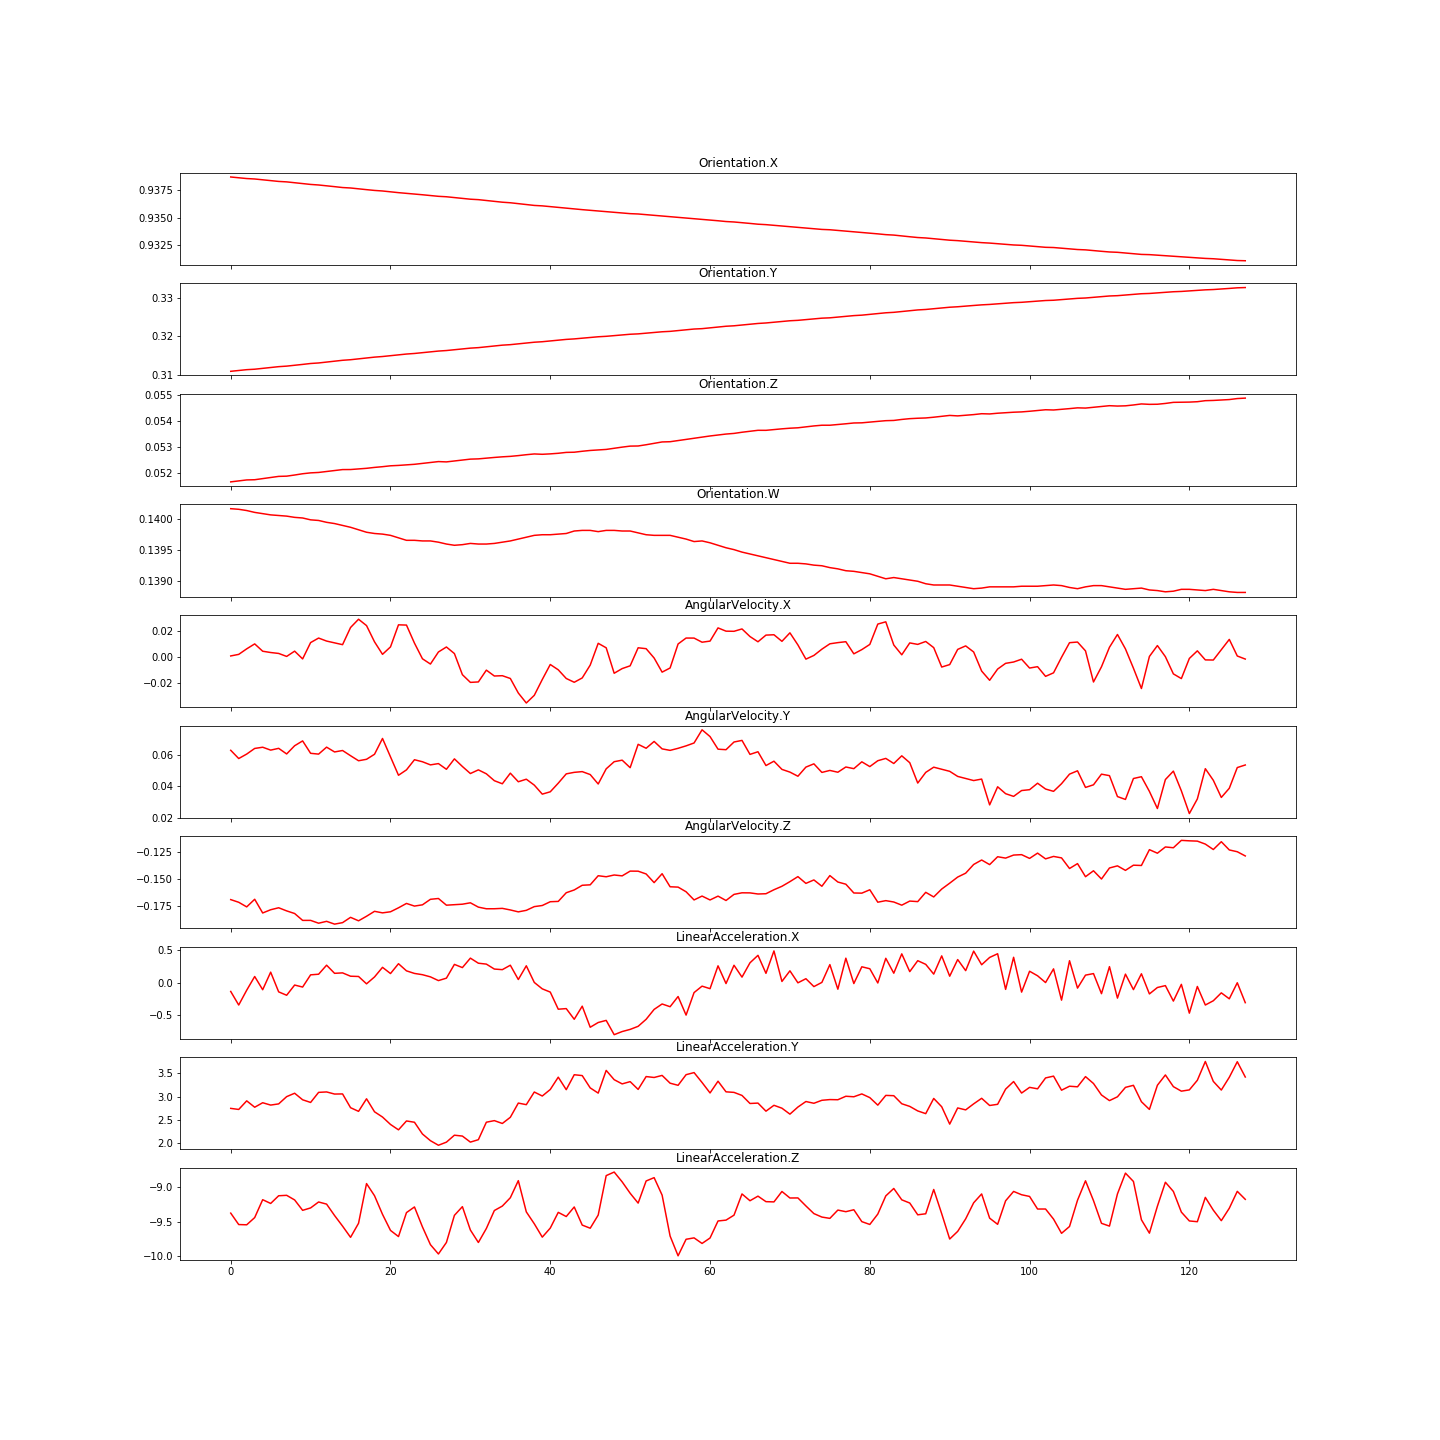 Orientation.X
0.9375
0.9350
0.9325
Orientation.Y
0.33
0.32
0.31
Orientation.Z
0.055
0.054
0.053
0.052
Orientation.W
0.1400
0.1395
0.1390
AngularVelocity.X
0.02
0.00
−0.02
AngularVelocity.Y
0.06
0.04
0.02
AngularVelocity.Z
−0.125
−0.150
−0.175
LinearAcceleration.X
0.5
0.0
−0.5
LinearAcceleration.Y
3.5
3.0
2.5
2.0
LinearAcceleration.Z
−9.0
−9.5
−10.0
0 20 40 60 80 100 120